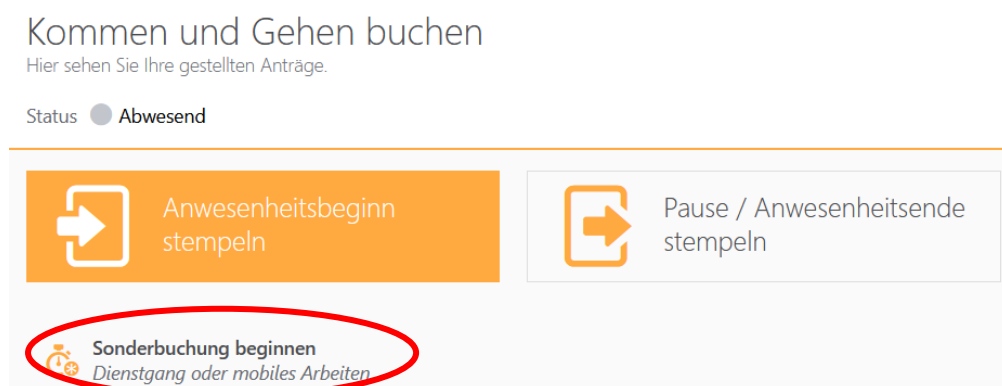 Kommen und Gehen buchen
Hier sehen Sie Ihre gestellten Anträge.
Status Abwesend
Anwesenheitsbeginn
stempeln
Pause / Anwesenheitsende
stempeln
Sonderbuchung beginnen
Dienstgang oder mobiles Arbeiten